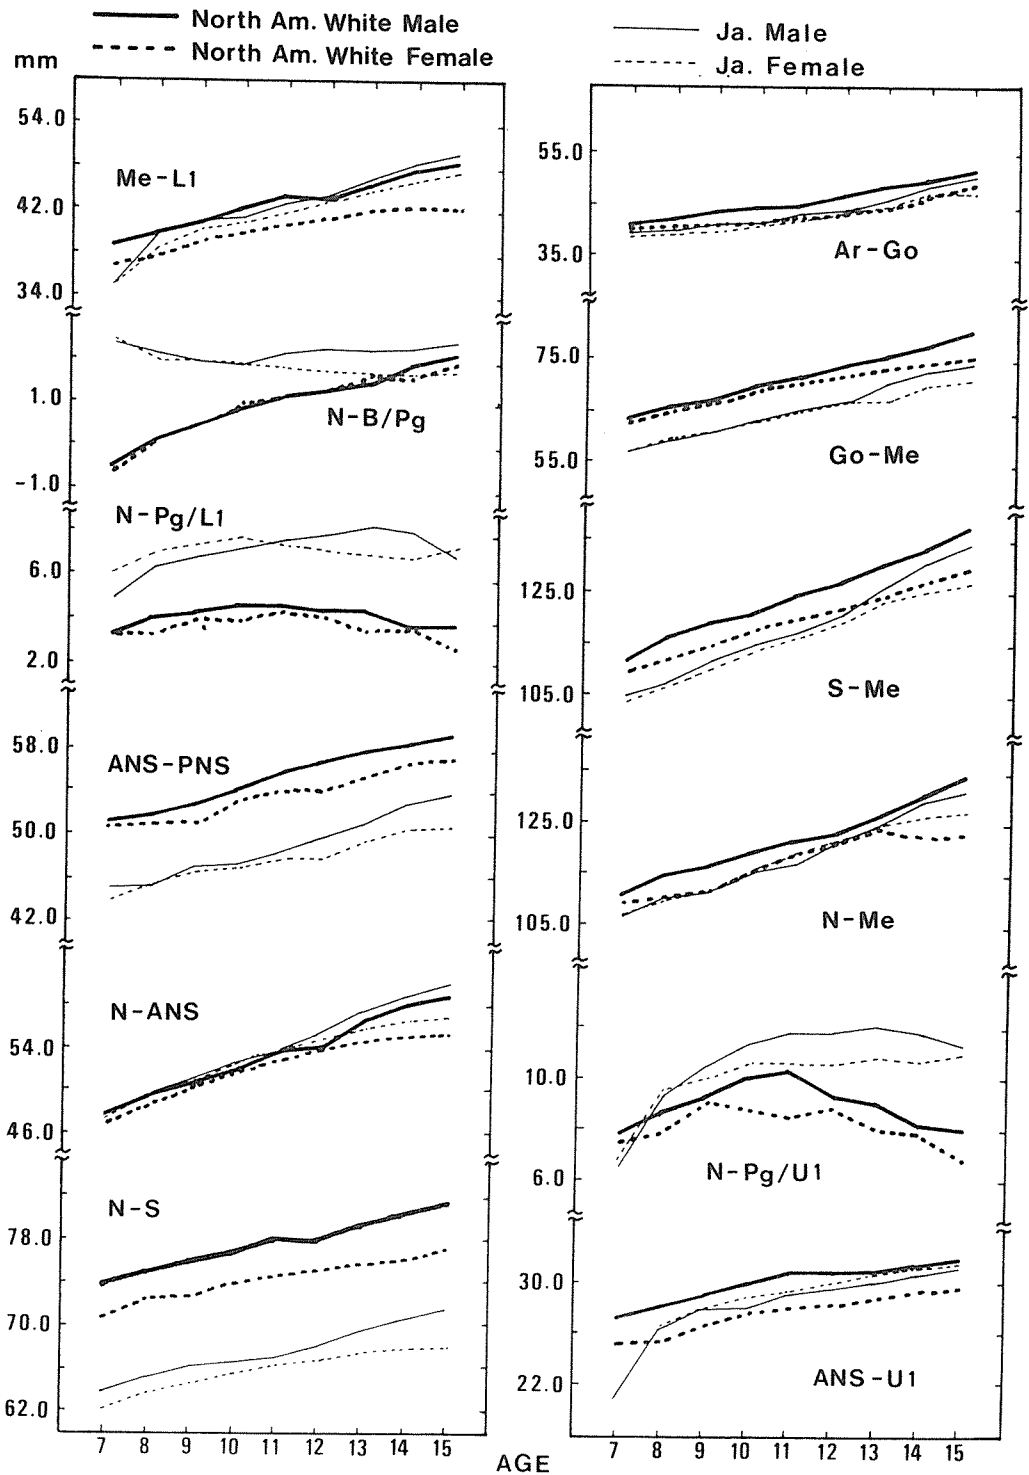 North Am. White Male
North Am. White Female
Ja. Male
Ja. Female
mm
54.0
Me-L1
42.0
34.0
1.0
N-B/Pg
-1.0
N-Pg/L1
6.0
2.0
58.0
ANS-PNS
50.0
42.0
N-ANS
54.0
46.0
N-S
78.0
70.0
62.0
7 8 9 10 11 12 13 14 15
55.0
35.0
Ar-Go
75.0
55.0
Go-Me
125.0
105.0
S-Me
125.0
105.0
N-Me
10.0
6.0
N-Pg/U1
30.0
22.0
ANS-U1
7 8 9 10 11 12 13 14 15
AGE